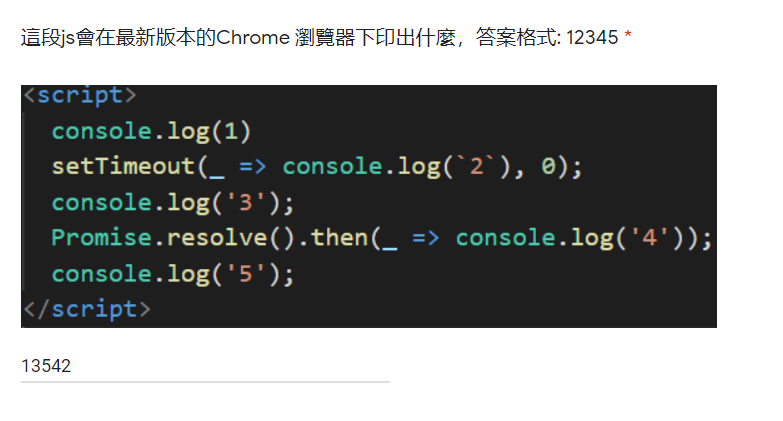 這段js會在最新版本的Chrome 瀏覽器下印出什麼，答案格式: 12345 *
<script>
console.log(1)
setTimeout(_ => console.log(`2`), 0);
console.log('3');
Promise.resolve().then(_ => console.log('4'));
console.log('5');
</script>
13542